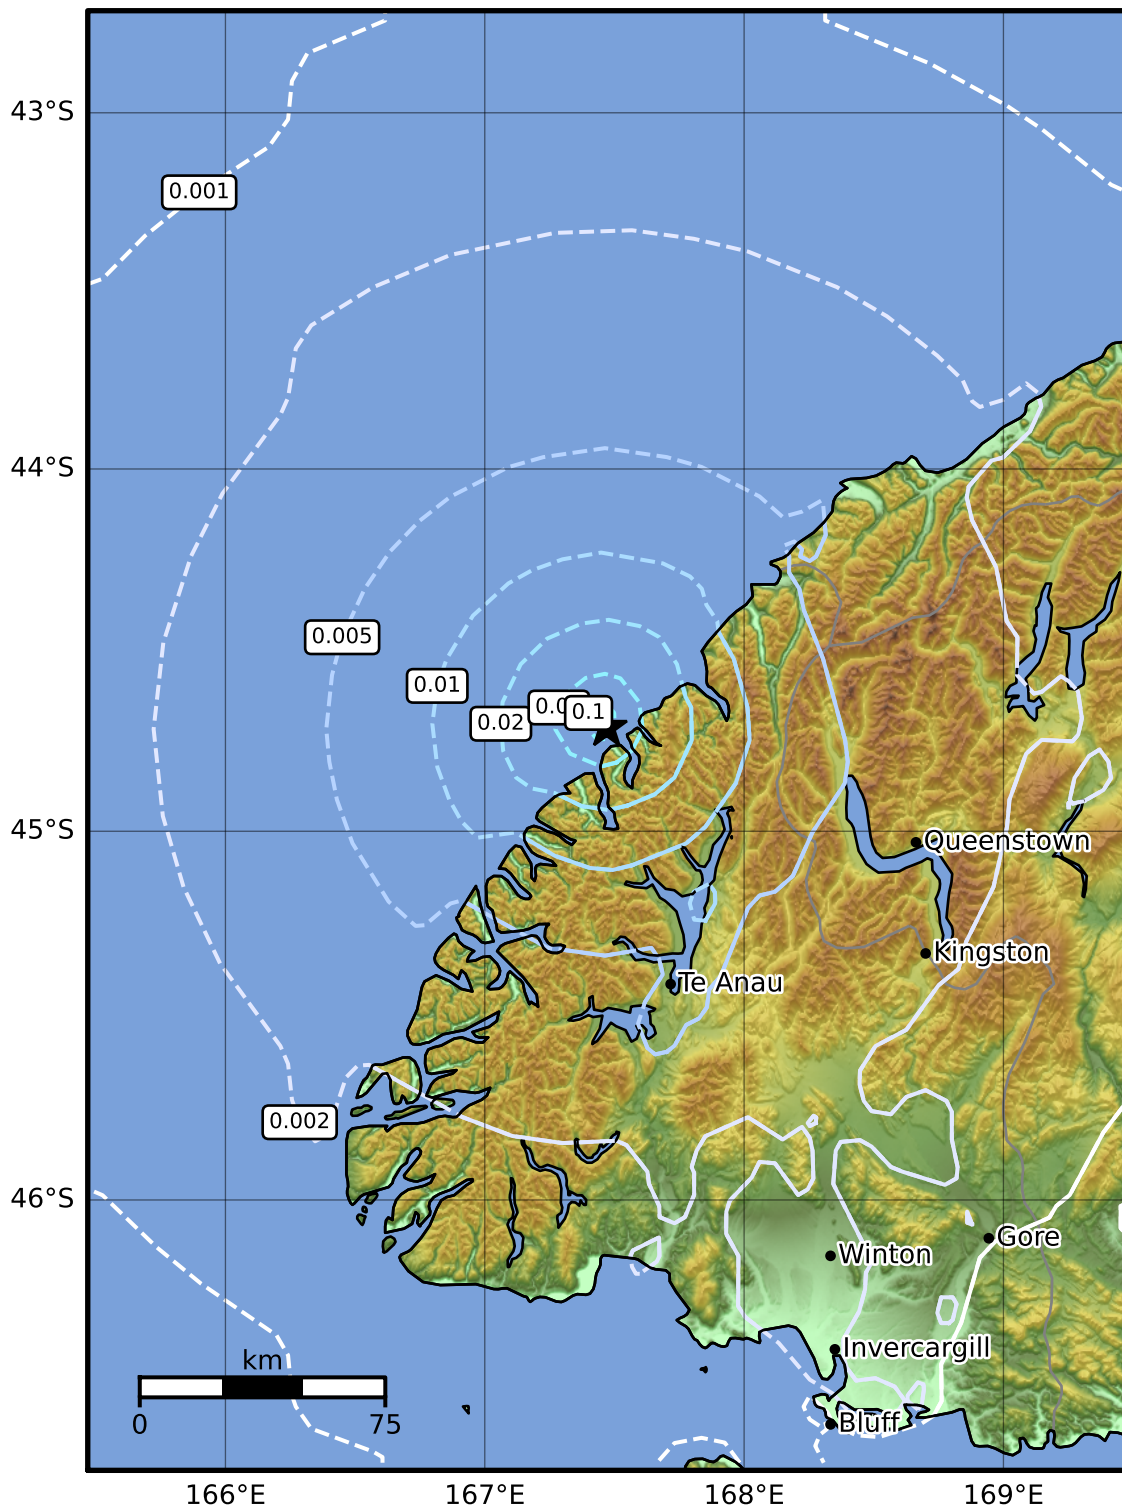 43°S
0.001
44°S
0.005
0.01
0.1
0.02
45°S
Queenstown
Kingston
Te Anau
0.002
46°S
Gore
Winton
Invercargill
km
0 75
Bluff
166°E 167°E 168°E 169°E